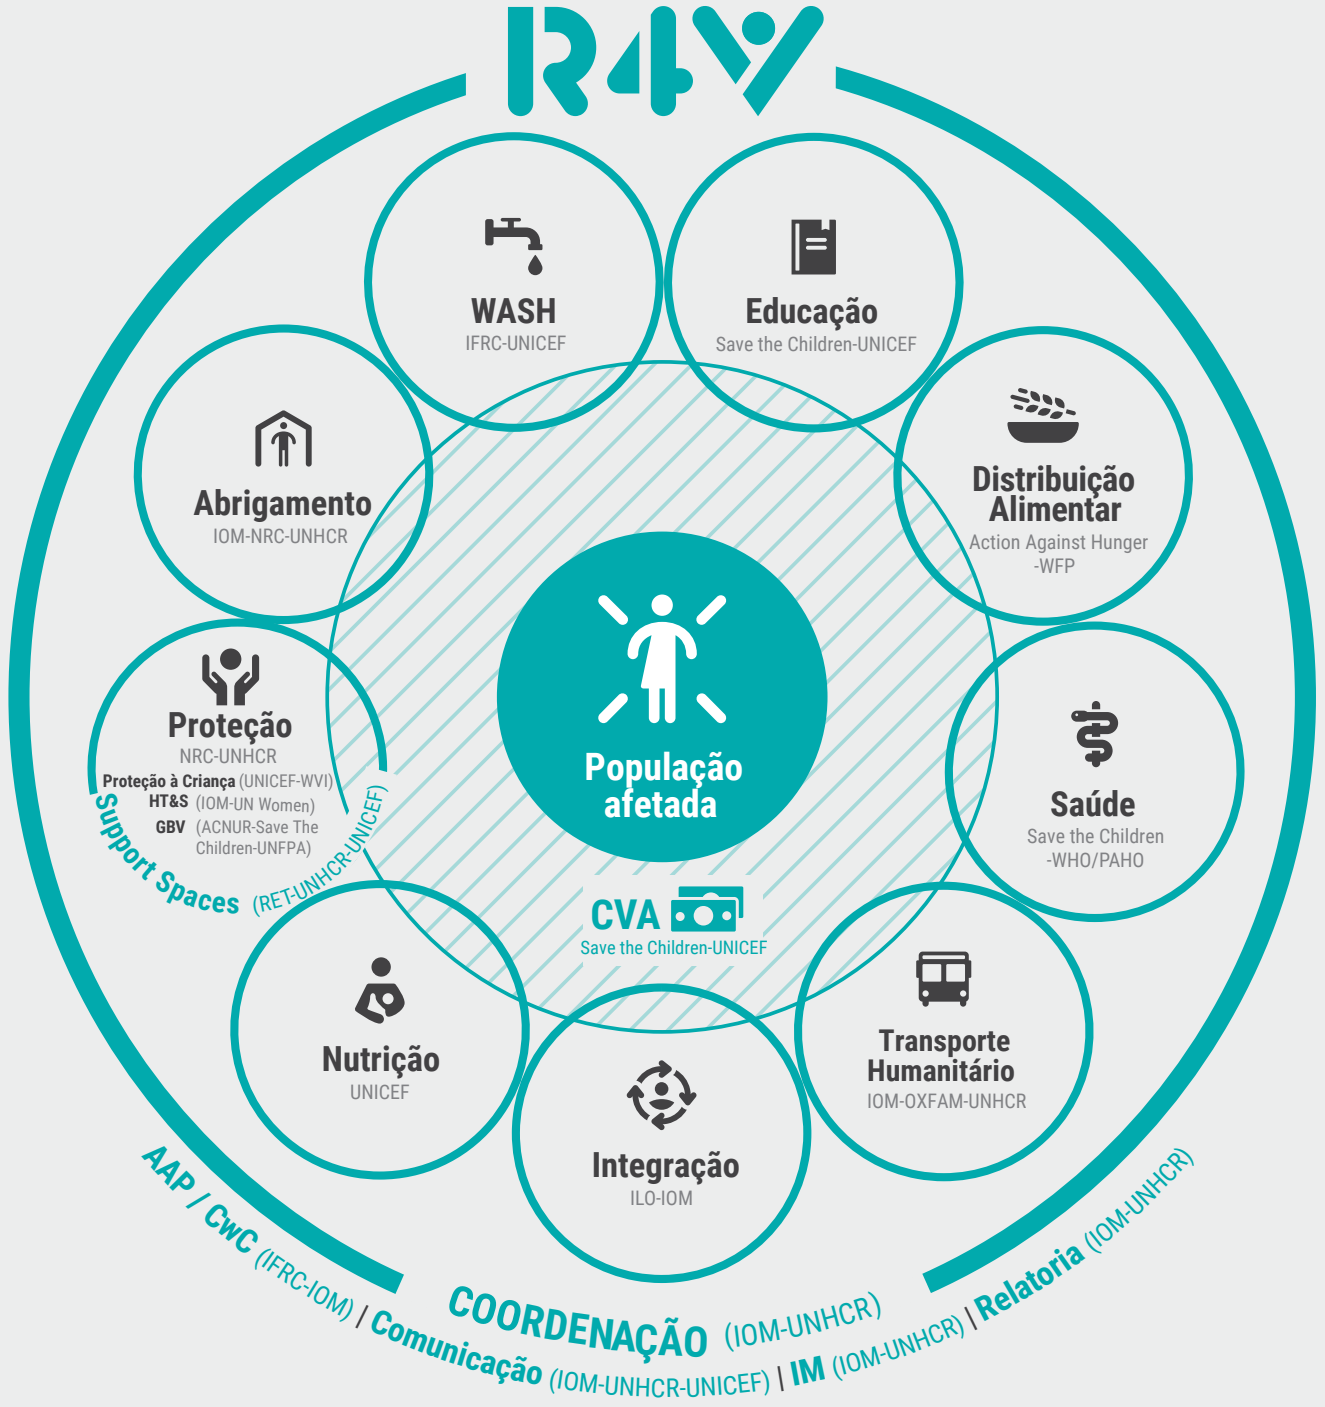 R4V
WASH
IFRC-UNICEF
Educação
Save the Children-UNICEF
Abrigamento
IOM-NRC-UNHCR
Distribuição
Alimentar
Action Against Hunger
-WFP
Proteção
NRC-UNHCR
Proteção à Criança (UNICEF-WVI)
HT&S (IOM-UN Women)
GBV (ACNUR-Save The
Children-UNFPA)
Support Spaces (RET-UNHCR-UNICEF)
População
afetada
Saúde
Save the Children
-WHO/PAHO
CVA
Save the Children-UNICEF
Nutrição
UNICEF
Transporte
Humanitário
IOM-OXFAM-UNHCR
Integração
ILO-IOM
COORDENAÇÃO (IOM-UNHCR)
AAP / CwC (IFRC-IOM) | Comunicação (IOM-UNHCR-UNICEF) | IM (IOM-UNHCR) | Relatoria (IOM-UNHCR)